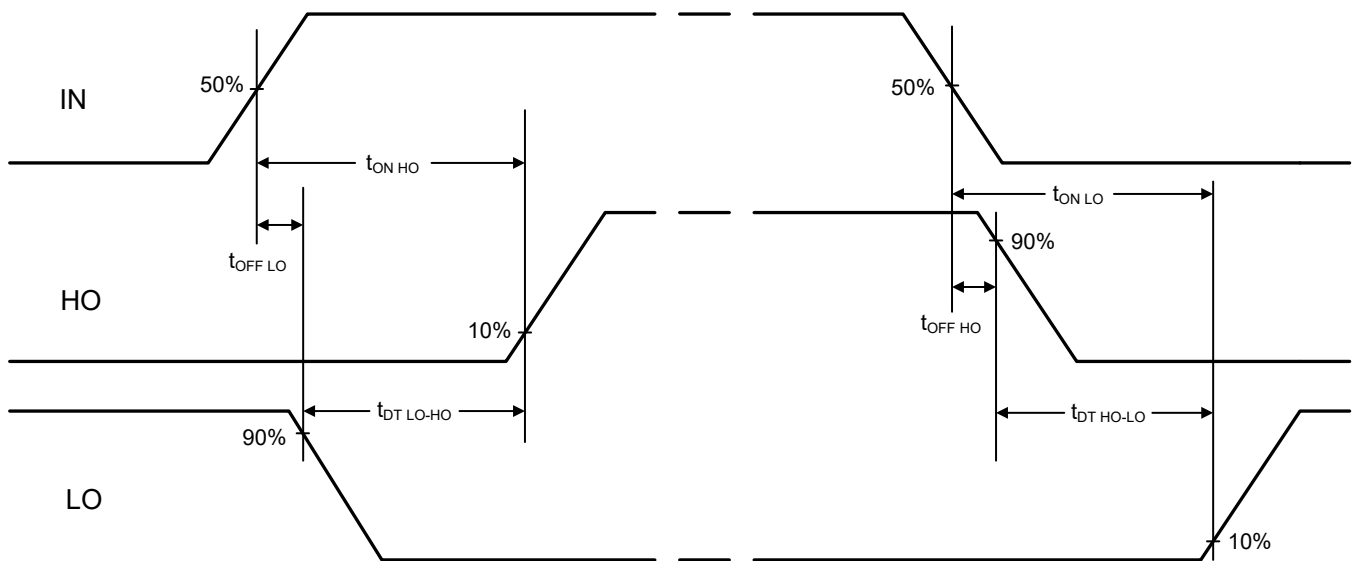 50%
50%
IN
t_ON HO
t_ON LO
90%
t_OFF LO
HO
10%
t_OFF HO
t_DT LO-HO
t_DT HO-LO
90%
LO
10%